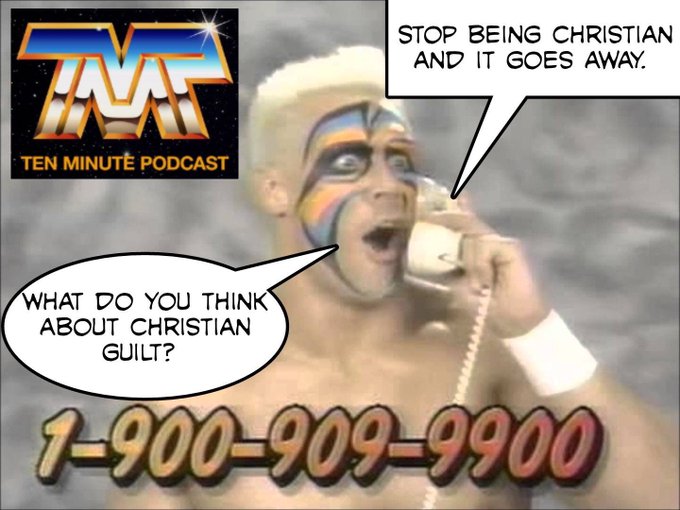 TMP
TEN MINUTE PODCAST
STOP BEING CHRISTIAN
AND IT GOES AWAY.
WHAT DO YOU THINK
ABOUT CHRISTIAN
GUILT?
1-900-909-9900